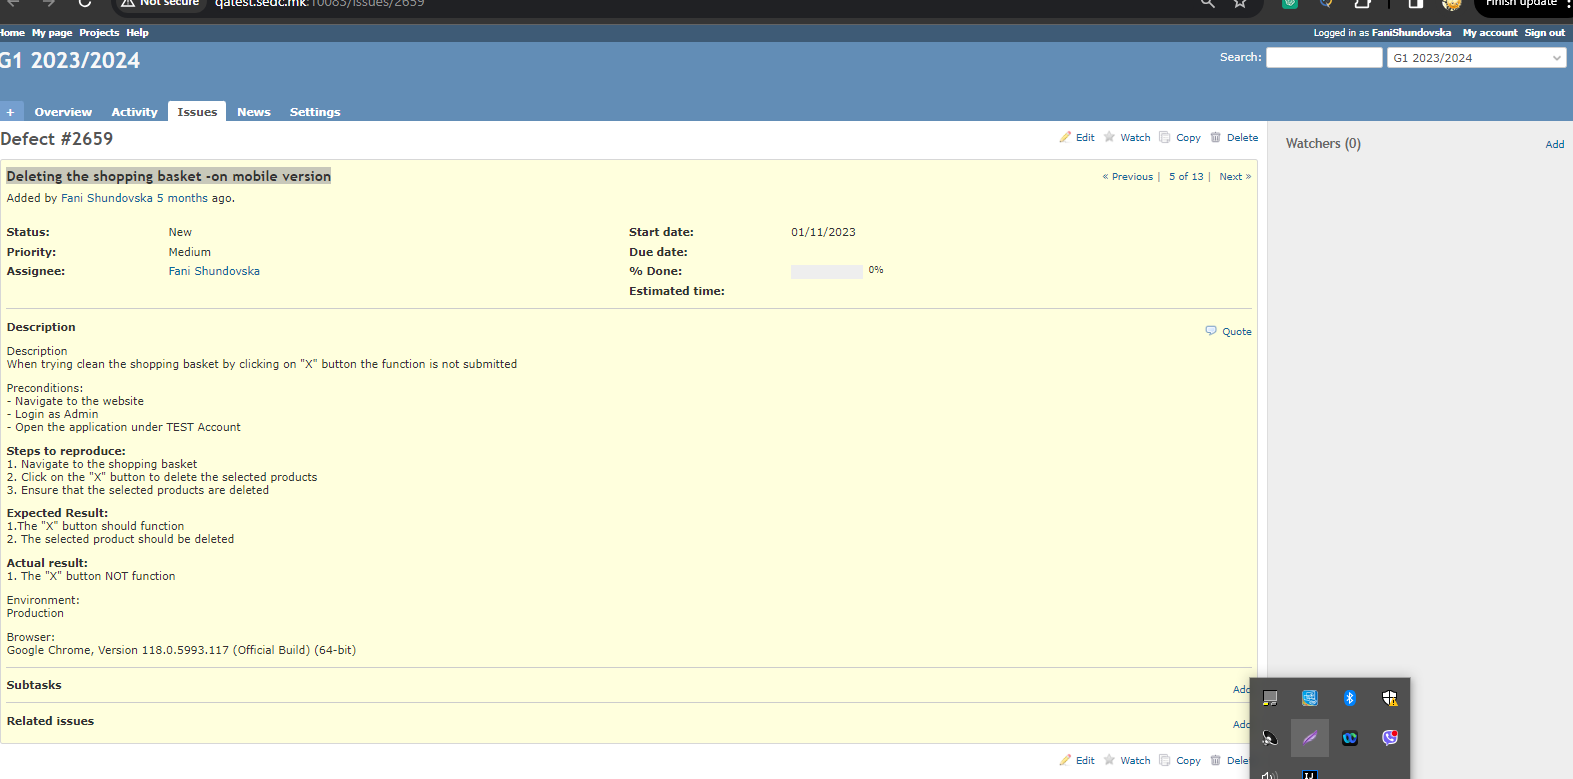 Not secure qatest.sedc.mk:10083/issues/2659 Finish update
Home My page Projects Help Logged in as FaniShundovska My account Sign out
G1 2023/2024 Search: G1 2023/2024
+ Overview Activity Issues News Settings
Defect #2659 Edit Watch Copy Delete Watchers (0) Add
Deleting the shopping basket -on mobile version « Previous | 5 of 13 | Next »
Added by Fani Shundovska 5 months ago.
Status: New Start date: 01/11/2023
Priority: Medium Due date:
Assignee: Fani Shundovska % Done: 0%
Estimated time:
Description Quote
Description
When trying clean the shopping basket by clicking on "X" button the function is not submitted
Preconditions:
- Navigate to the website
- Login as Admin
- Open the application under TEST Account
Steps to reproduce:
1. Navigate to the shopping basket
2. Click on the "X" button to delete the selected products
3. Ensure that the selected products are deleted
Expected Result:
1.The "X" button should function
2. The selected product should be deleted
Actual result:
1. The "X" button NOT function
Environment:
Production
Browser:
Google Chrome, Version 118.0.5993.117 (Official Build) (64-bit)
Subtasks Add
Related issues Add
Edit Watch Copy Delet
IJ